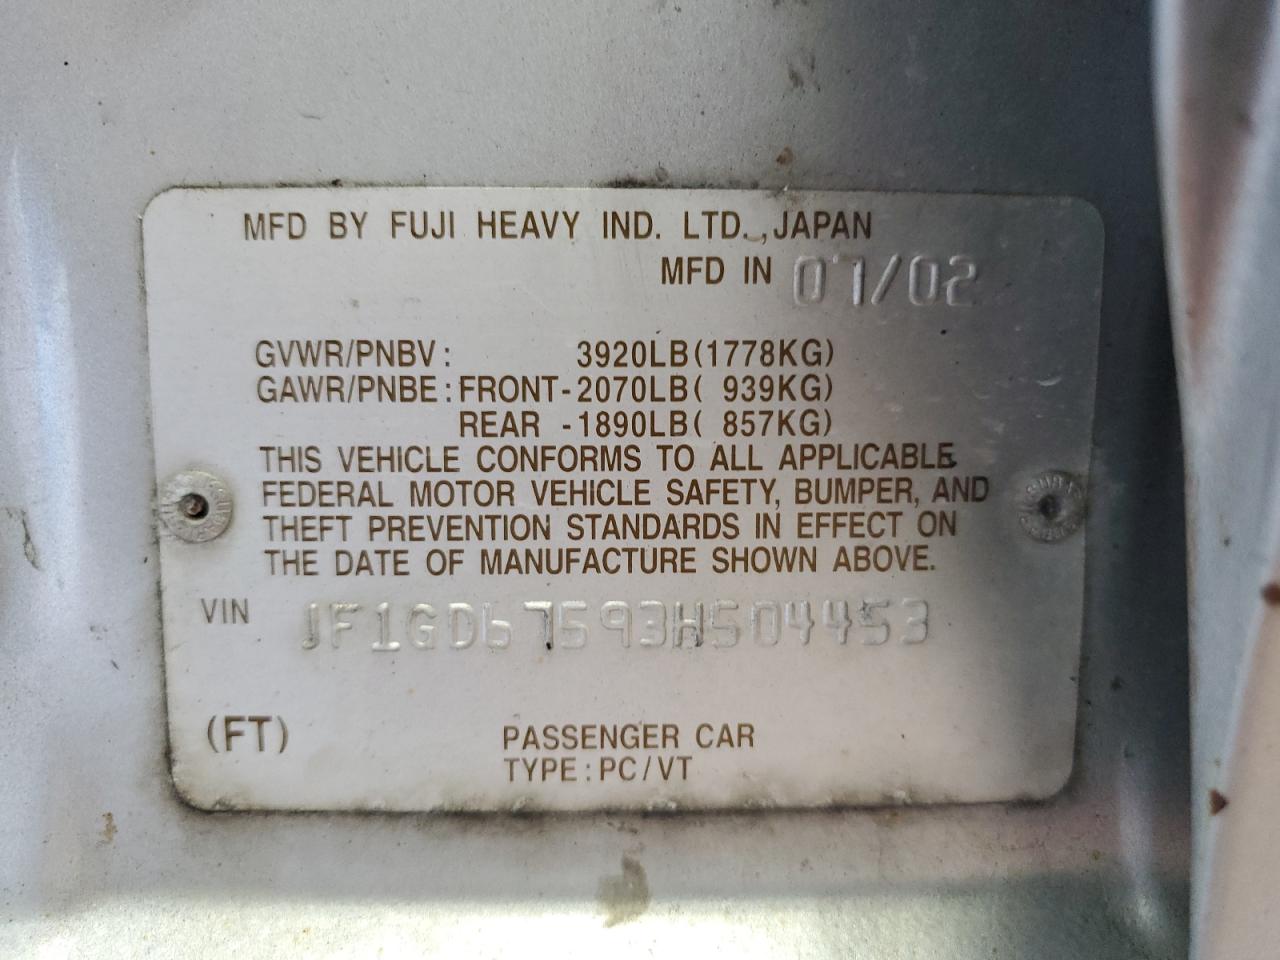 MFD BY FUJI HEAVY IND. LTD.,JAPAN
MFD IN 07/02
GVWR/PNBV: 3920LB(1778KG)
GAWR/PNBE:FRONT-2070LB( 939KG)
REAR -1890LB( 857KG)
THIS VEHICLE CONFORMS TO ALL APPLICABLE
FEDERAL MOTOR VEHICLE SAFETY, BUMPER, AND
THEFT PREVENTION STANDARDS IN EFFECT ON
THE DATE OF MANUFACTURE SHOWN ABOVE.
VIN JF1GD67593H504453
(FT)
PASSENGER CAR
TYPE:PC/VT